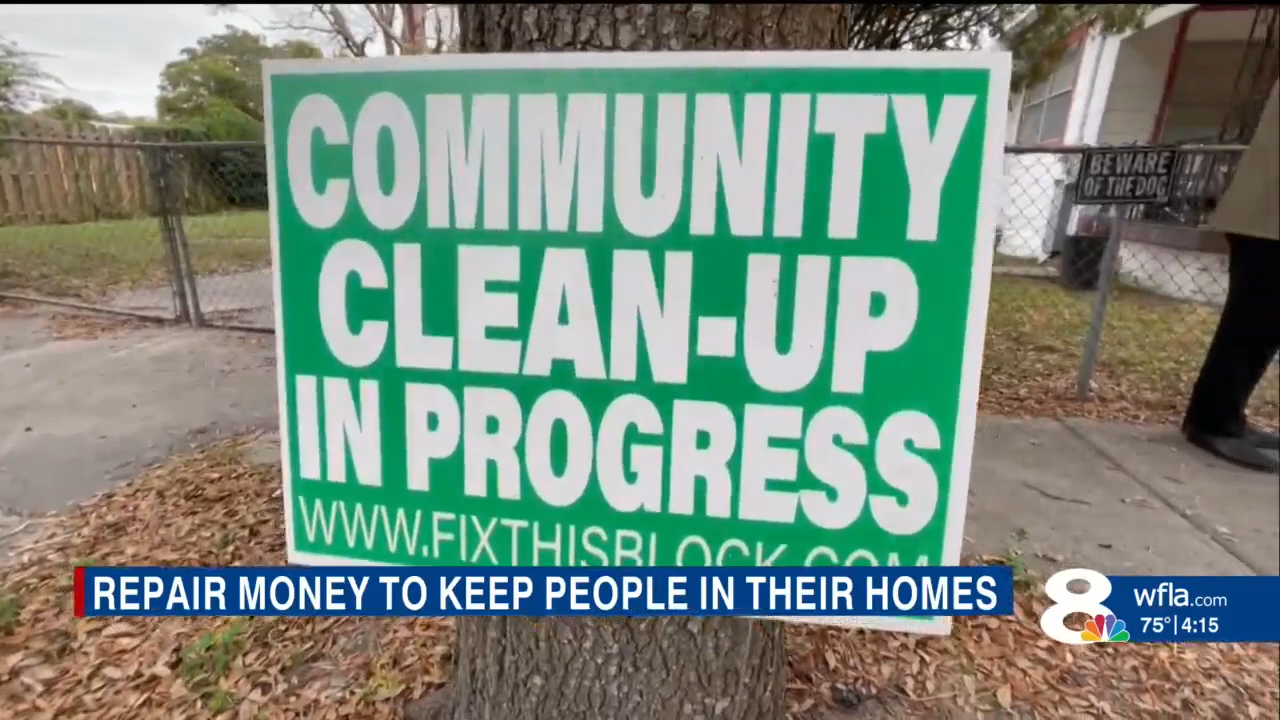 COMMUNITY
CLEAN-UP
IN PROGRESS
WWW.FIXTHISBLOCK.COM
BEWARE
OF THE DOG
REPAIR MONEY TO KEEP PEOPLE IN THEIR HOMES
8
wfla.com
75° | 4:15